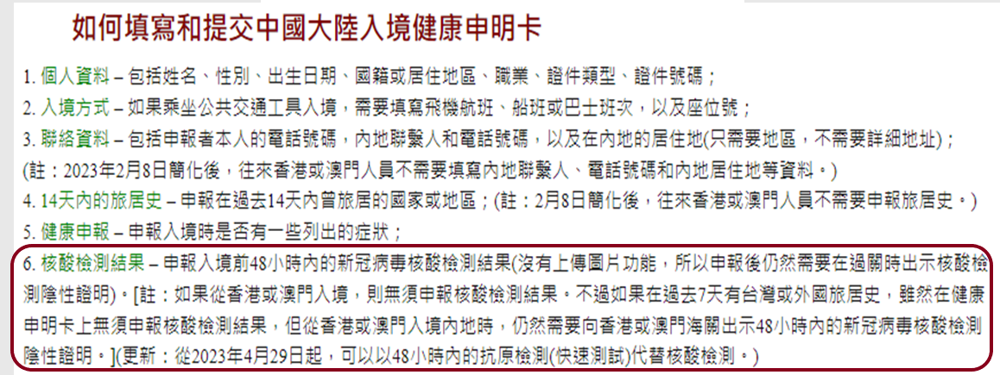 如何填寫和提交中國大陸入境健康申明卡
1. 個人資料 – 包括姓名、性別、出生日期、國籍或居住地區、職業、證件類型、證件號碼；
2. 入境方式 – 如果乘坐公共交通工具入境，需要填寫飛機航班、船班或巴士班次，以及座位號；
3. 聯絡資料 – 包括申報者本人的電話號碼，內地聯繫人和電話號碼，以及在內地的居住地(只需要地區，不需要詳細地址)；
(註：2023年2月8日簡化後，往來香港或澳門人員不需要填寫內地聯繫人、電話號碼和內地居住地等資料。)
4. 14天內的旅居史 – 申報在過去14天內曾旅居的國家或地區；(註：2月8日簡化後，往來香港或澳門人員不需要申報旅居史。)
5. 健康申報 – 申報入境時是否有一些列出的症狀；
6. 核酸檢測結果 – 申報入境前48小時內的新冠病毒核酸檢測結果(沒有上傳圖片功能，所以申報後仍然需要在過關時出示核酸檢
測陰性證明)。[註：如果從香港或澳門入境，則無須申報核酸檢測結果。不過如果在過去7天有台灣或外國旅居史，雖然在健康
申明卡上無須申報核酸檢測結果，但從香港或澳門入境內地時，仍然需要向香港或澳門海關出示48小時內的新冠病毒核酸檢測
陰性證明。](更新：從2023年4月29日起，可以以48小時內的抗原檢測(快速測試)代替核酸檢測。)